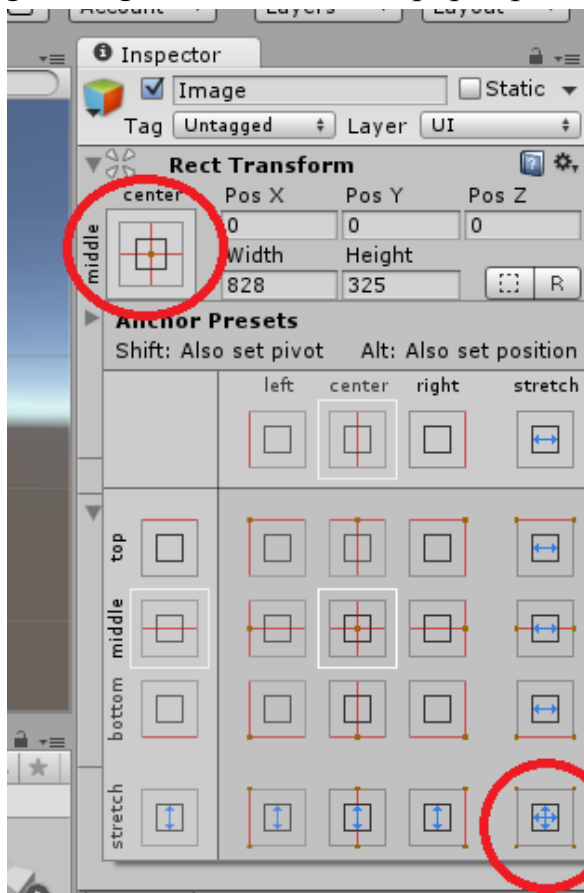 Account
Layers
Layout
Inspector
Image
Static
Tag Untagged Layer UI
Rect Transform
center Pos X Pos Y Pos Z
middle
0 0 0
Width Height
828 325
R
Anchor Presets
Shift: Also set pivot Alt: Also set position
left center right stretch
top
middle
bottom
stretch